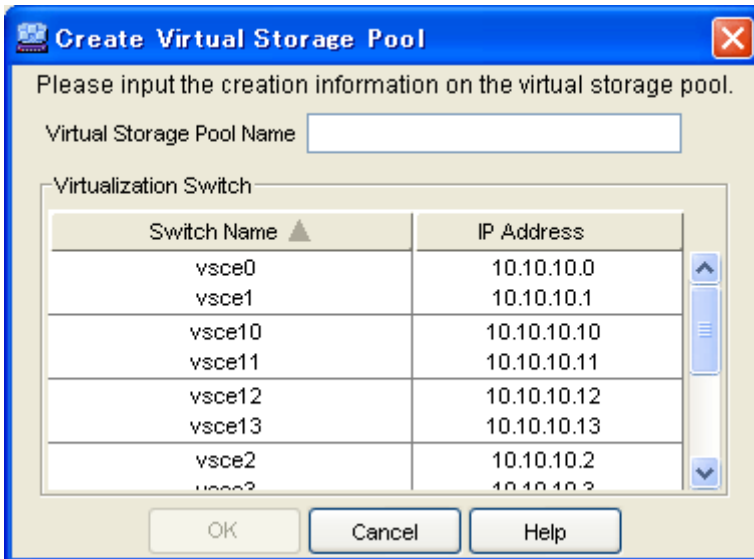 Create Virtual Storage Pool
Please input the creation information on the virtual storage pool.
Virtual Storage Pool Name
Virtualization Switch
Switch Name IP Address
vsce0 10.10.10.0
vsce1 10.10.10.1
vsce10 10.10.10.10
vsce11 10.10.10.11
vsce12 10.10.10.12
vsce13 10.10.10.13
vsce2 10.10.10.2
OK Cancel Help